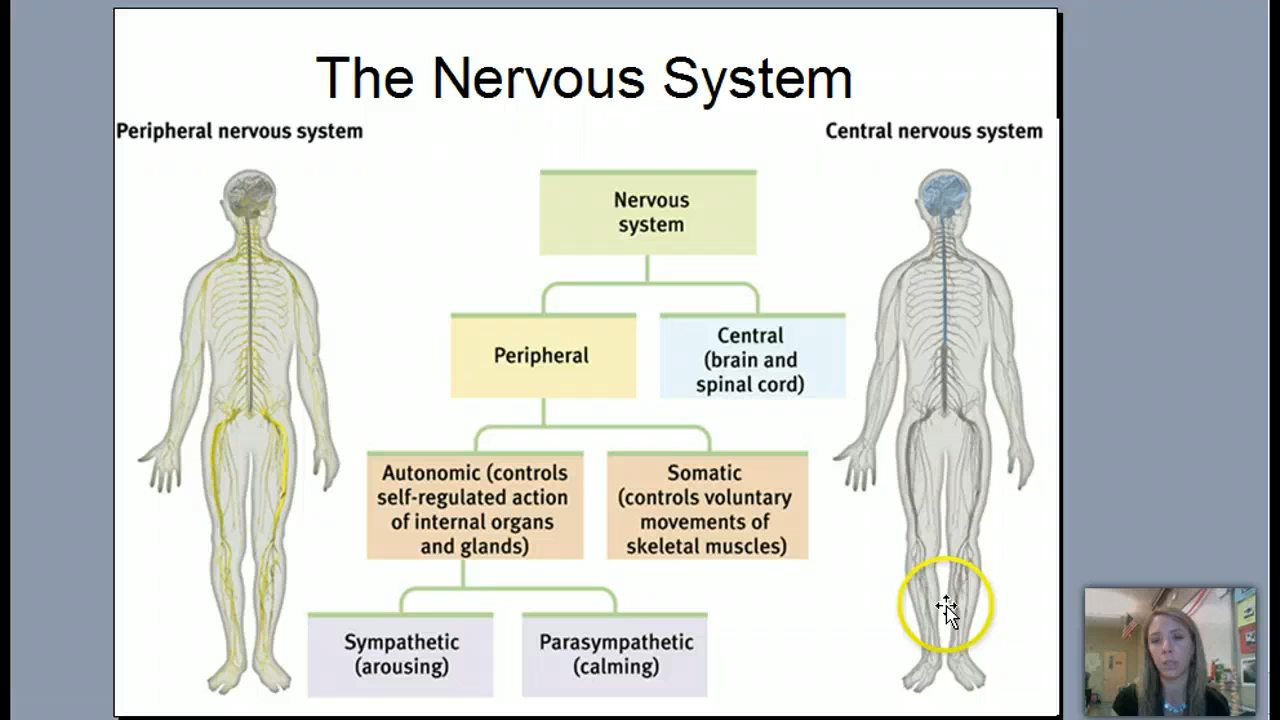 The Nervous System
Peripheral nervous system
Central nervous system
Nervous
system
Peripheral
Central
(brain and
spinal cord)
Autonomic (controls
self-regulated action
of internal organs
and glands)
Somatic
(controls voluntary
movements of
skeletal muscles)
Sympathetic
(arousing)
Parasympathetic
(calming)